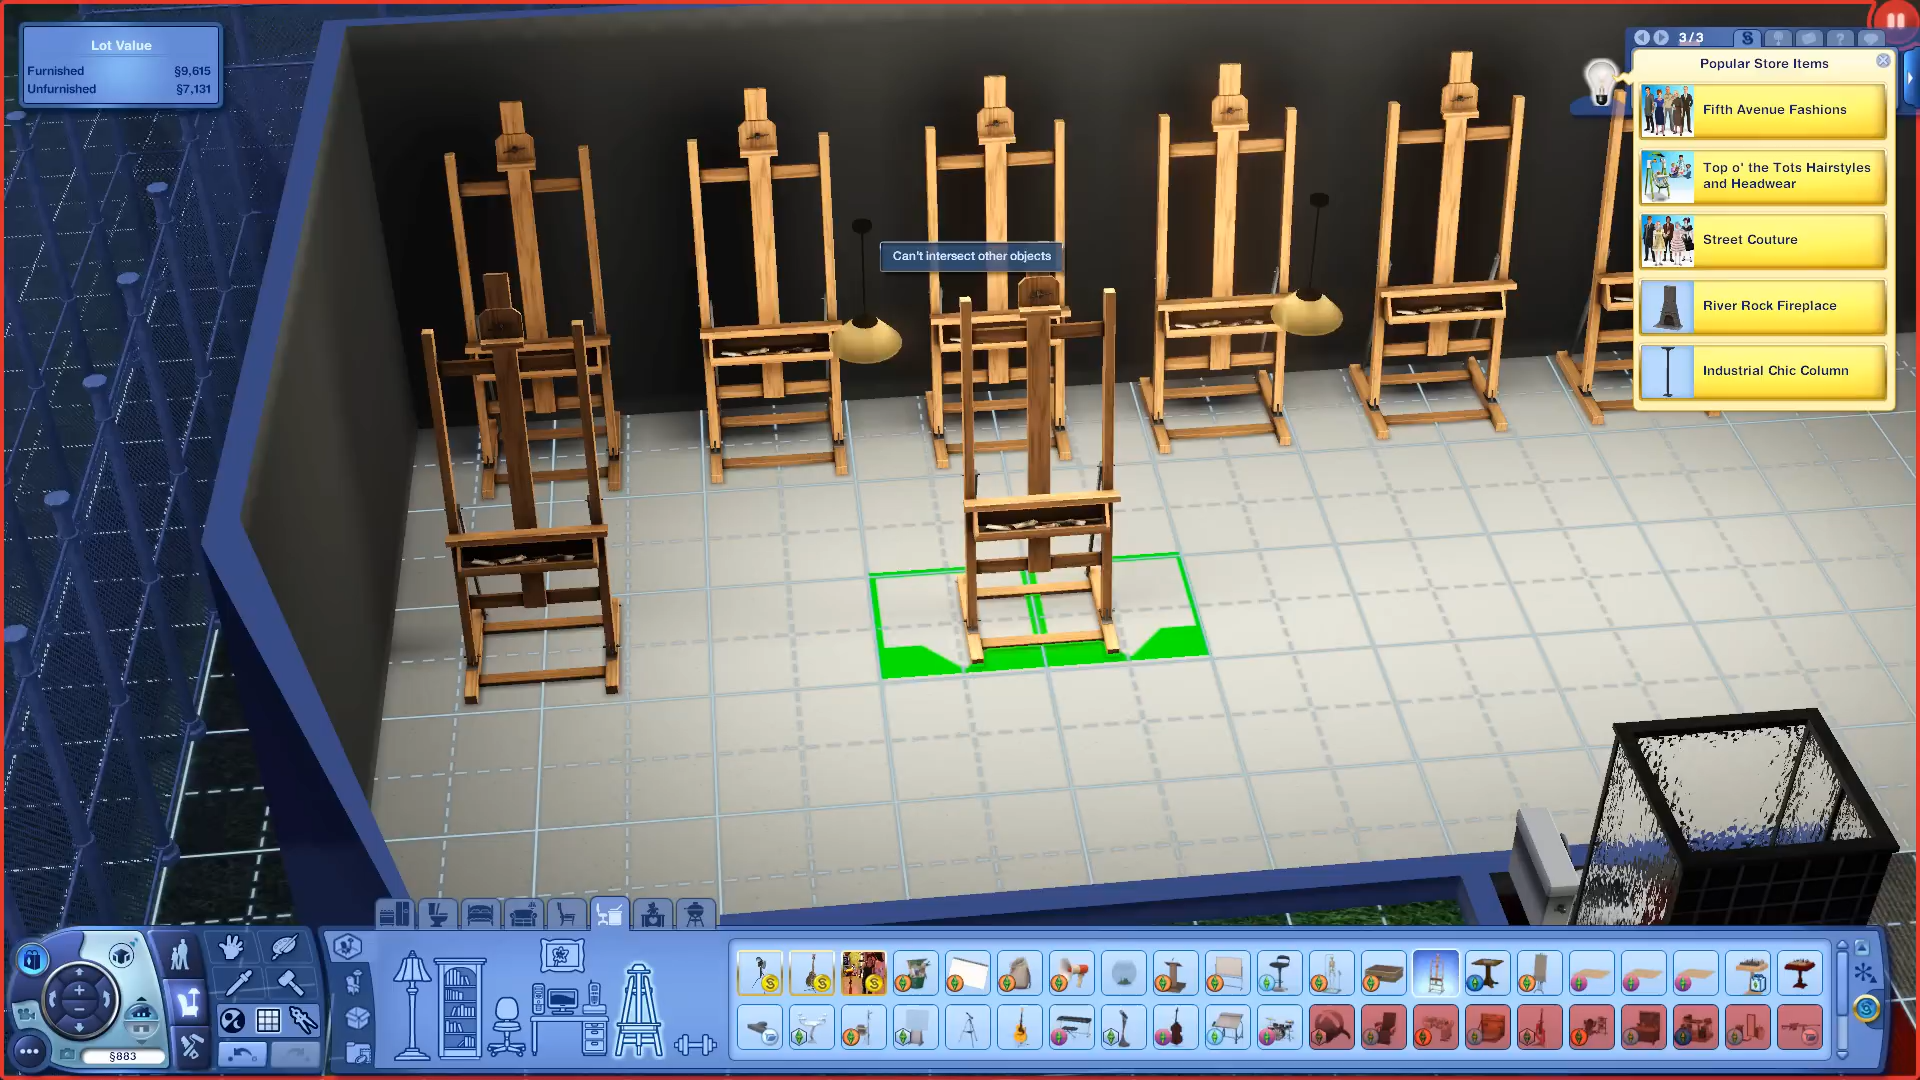 Lot Value
Furnished §9,615
Unfurnished §7,131
3/3
Popular Store Items
Fifth Avenue Fashions
Top o' the Tots Hairstyles
and Headwear
Street Couture
River Rock Fireplace
Industrial Chic Column
Can't intersect other objects
§883